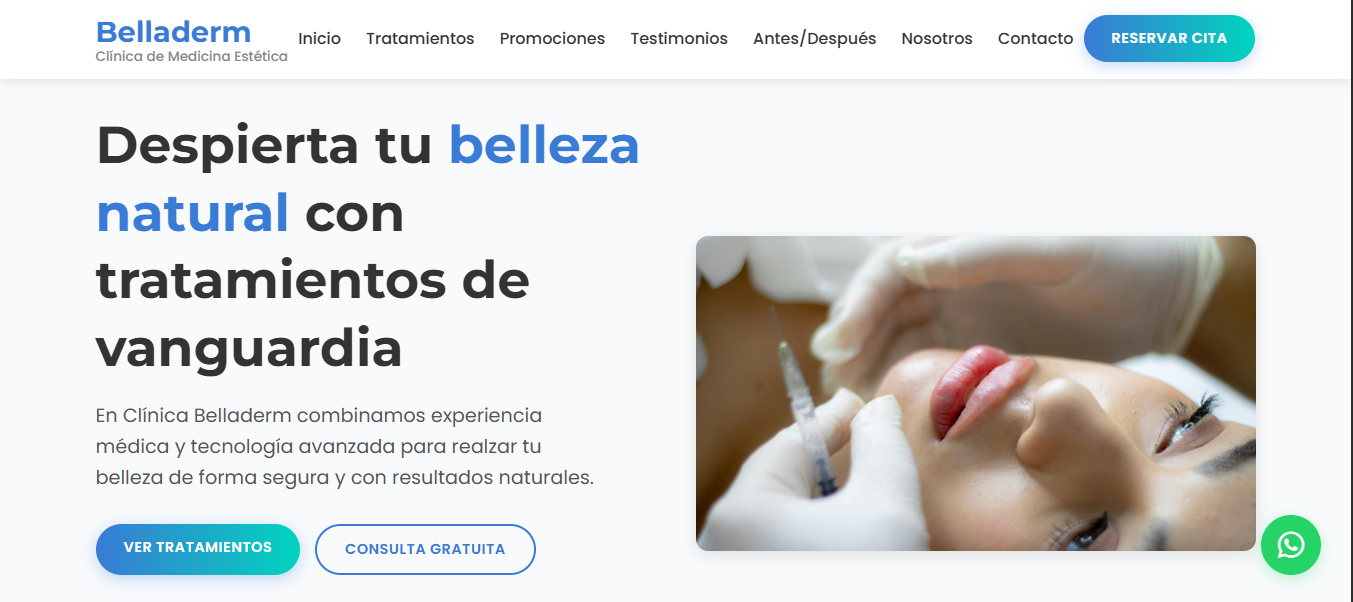 Belladerm
Clínica de Medicina Estética
Inicio
Tratamientos
Promociones
Testimonios
Antes/Después
Nosotros
Contacto
RESERVAR CITA
Despierta tu belleza
natural con
tratamientos de
vanguardia
En Clínica Belladerm combinamos experiencia
médica y tecnología avanzada para realzar tu
belleza de forma segura y con resultados naturales.
VER TRATAMIENTOS
CONSULTA GRATUITA